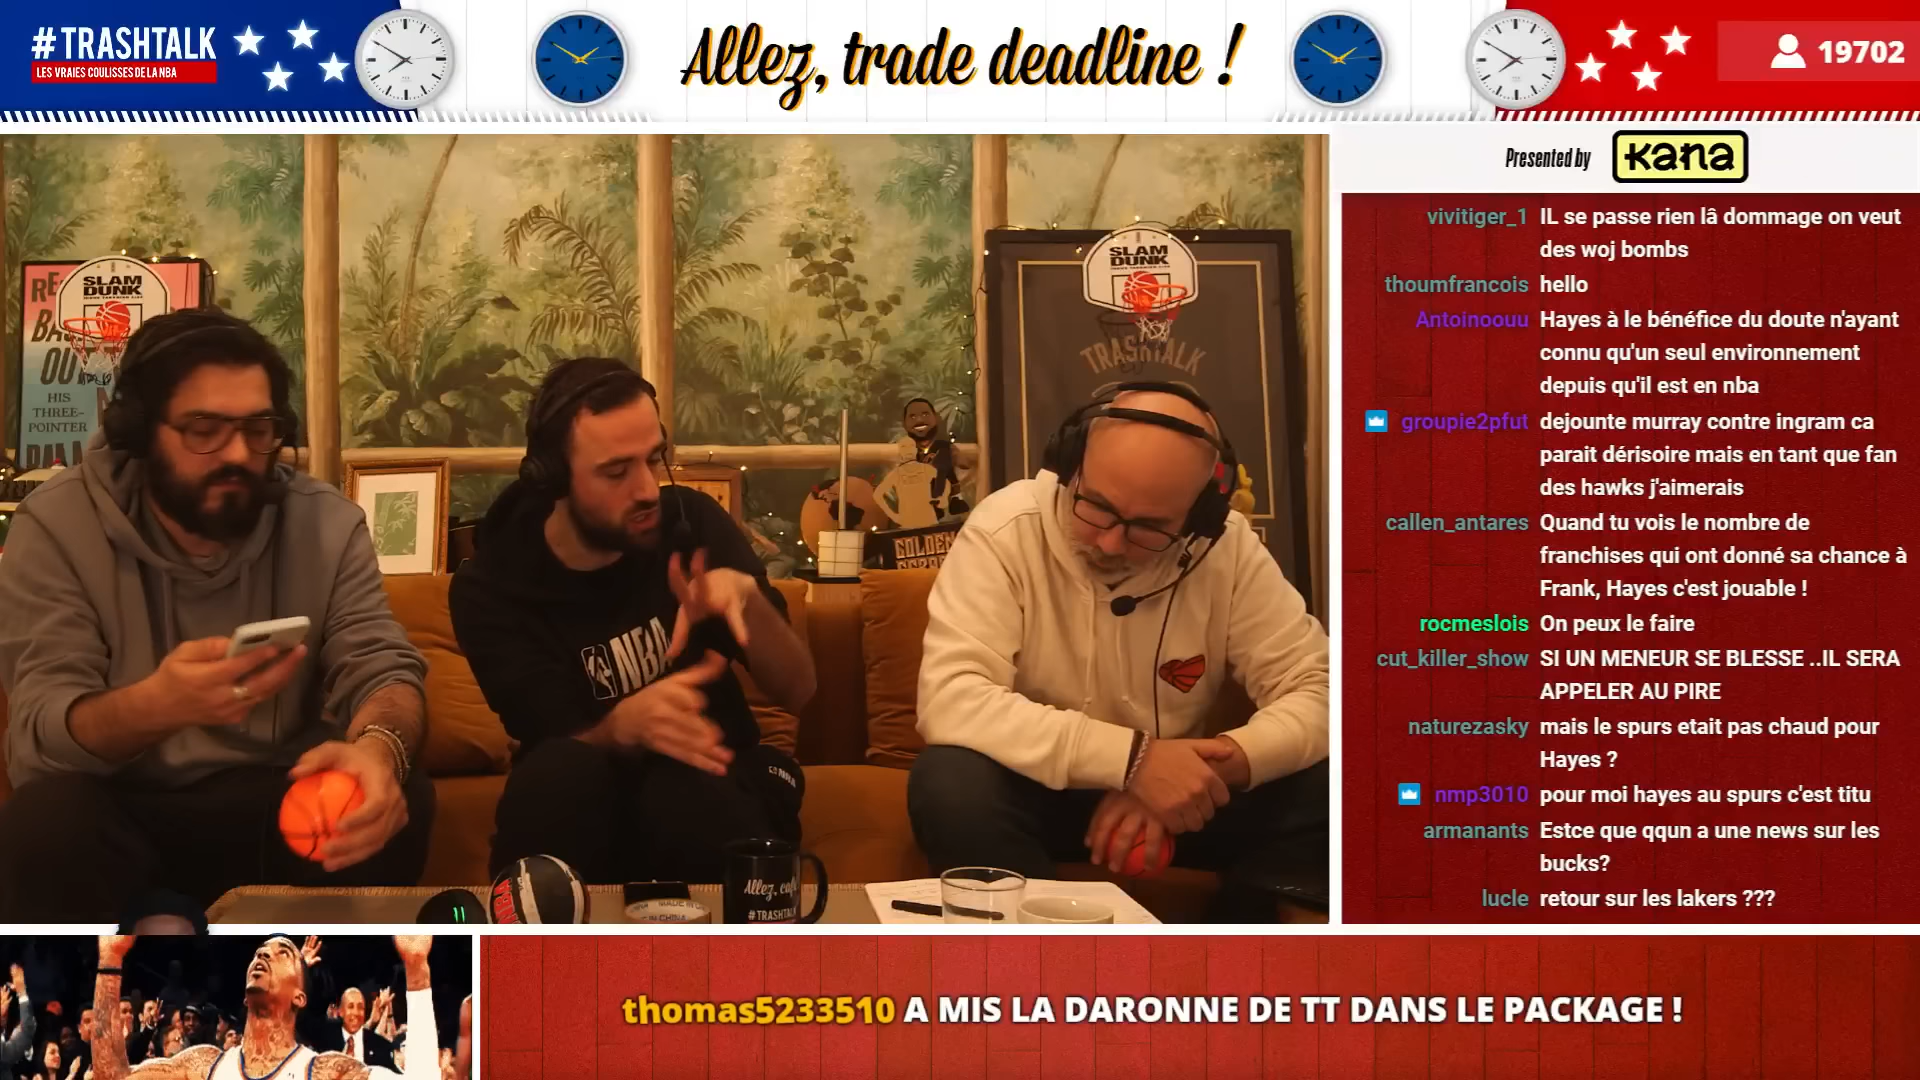 #TRASHTALK
LES VRAIES COULISSES DE LA NBA
Allez, trade deadline !
19702
Presented by kana
vivitiger_1 IL se passe rien lâ dommage on veut
des woj bombs
thoumfrancois hello
Antoinoouu Hayes à le bénéfice du doute n'ayant
connu qu'un seul environnement
depuis qu'il est en nba
groupie2pfut dejounte murray contre ingram ca
parait dérisoire mais en tant que fan
des hawks j'aimerais
callen_antares Quand tu vois le nombre de
franchises qui ont donné sa chance à
Frank, Hayes c'est jouable !
rocmeslois On peux le faire
cut_killer_show SI UN MENEUR SE BLESSE ..IL SERA
APPELER AU PIRE
naturezasky mais le spurs etait pas chaud pour
Hayes ?
nmp3010 pour moi hayes au spurs c'est titu
armanants Estce que qqun a une news sur les
bucks?
lucle retour sur les lakers ???
SLAM
DUNK
HIS
THREE-
POINTER
SLAM
DUNK
TRASHTALK
GOLDEN
NBA
Allez, café
#TRASHTALK
MADE IN
IN CHINA
thomas5233510 A MIS LA DARONNE DE TT DANS LE PACKAGE !